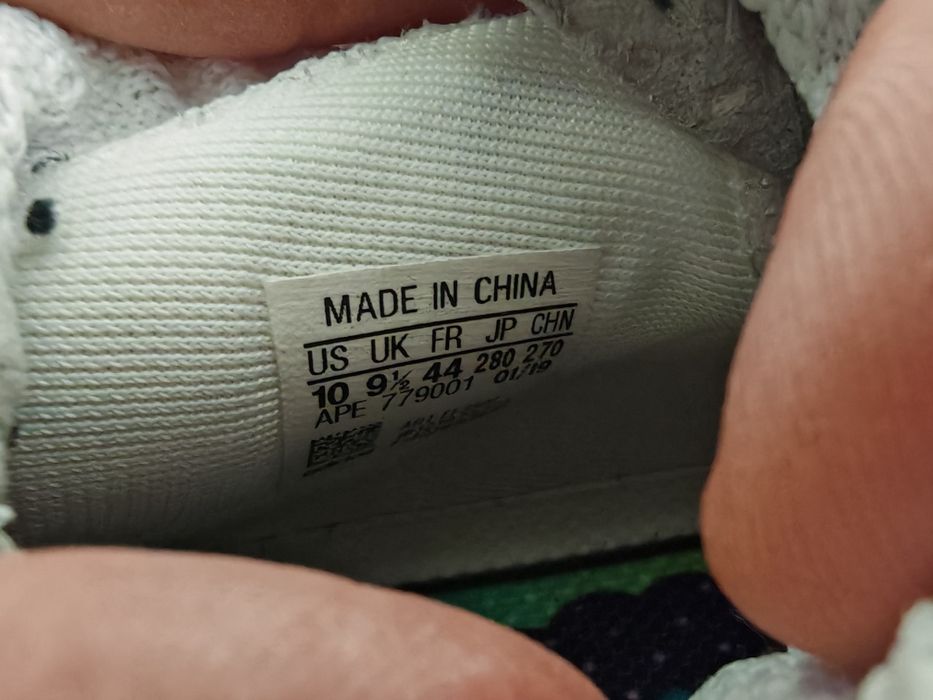 MADE IN CHINA
US UK FR JP CHN
10 9½ 44 280 270
APE 779001 01/19